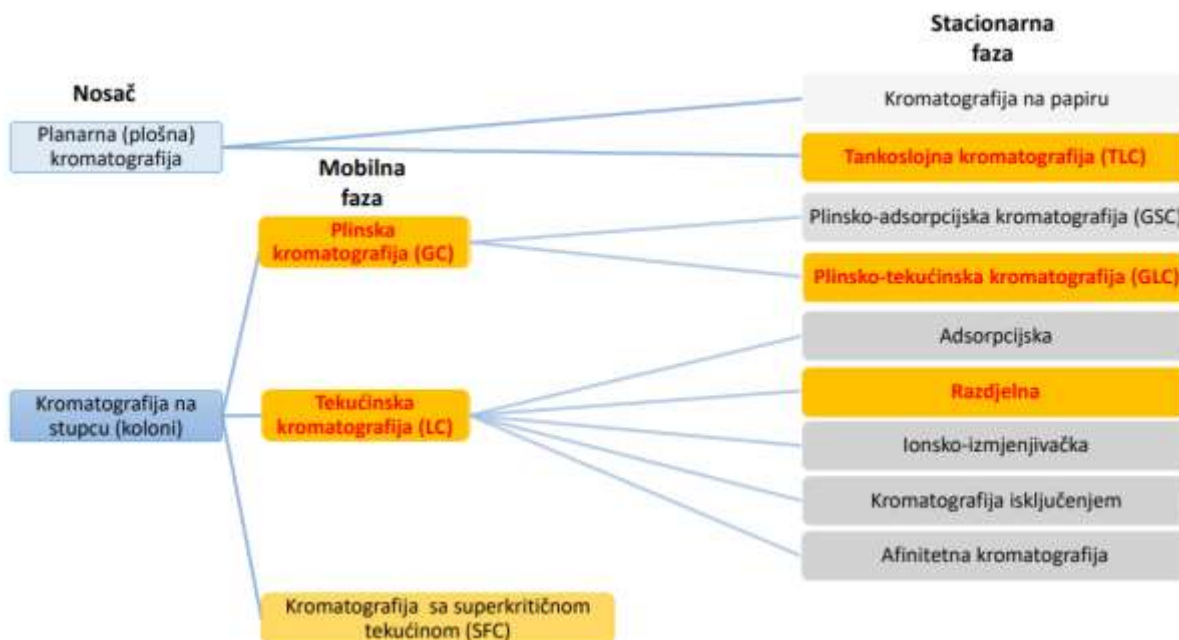 Stacionarna
faza
Nosač
Kromatografija na papiru
Planarna (plošna)
kromatografija
Tankoslojna kromatografija (TLC)
Mobilna
faza
Plinska
kromatografija (GC)
Plinsko-adsorpcijska kromatografija (GSC)
Plinsko-tekućinska kromatografija (GLC)
Adsorpcijska
Kromatografija na
stupcu (koloni)
Tekućinska
kromatografija (LC)
Razdjelna
Ionsko-izmjenjivačka
Kromatografija isključenjem
Afinitetna kromatografija
Kromatografija sa superkritičnom
tekućinom (SFC)